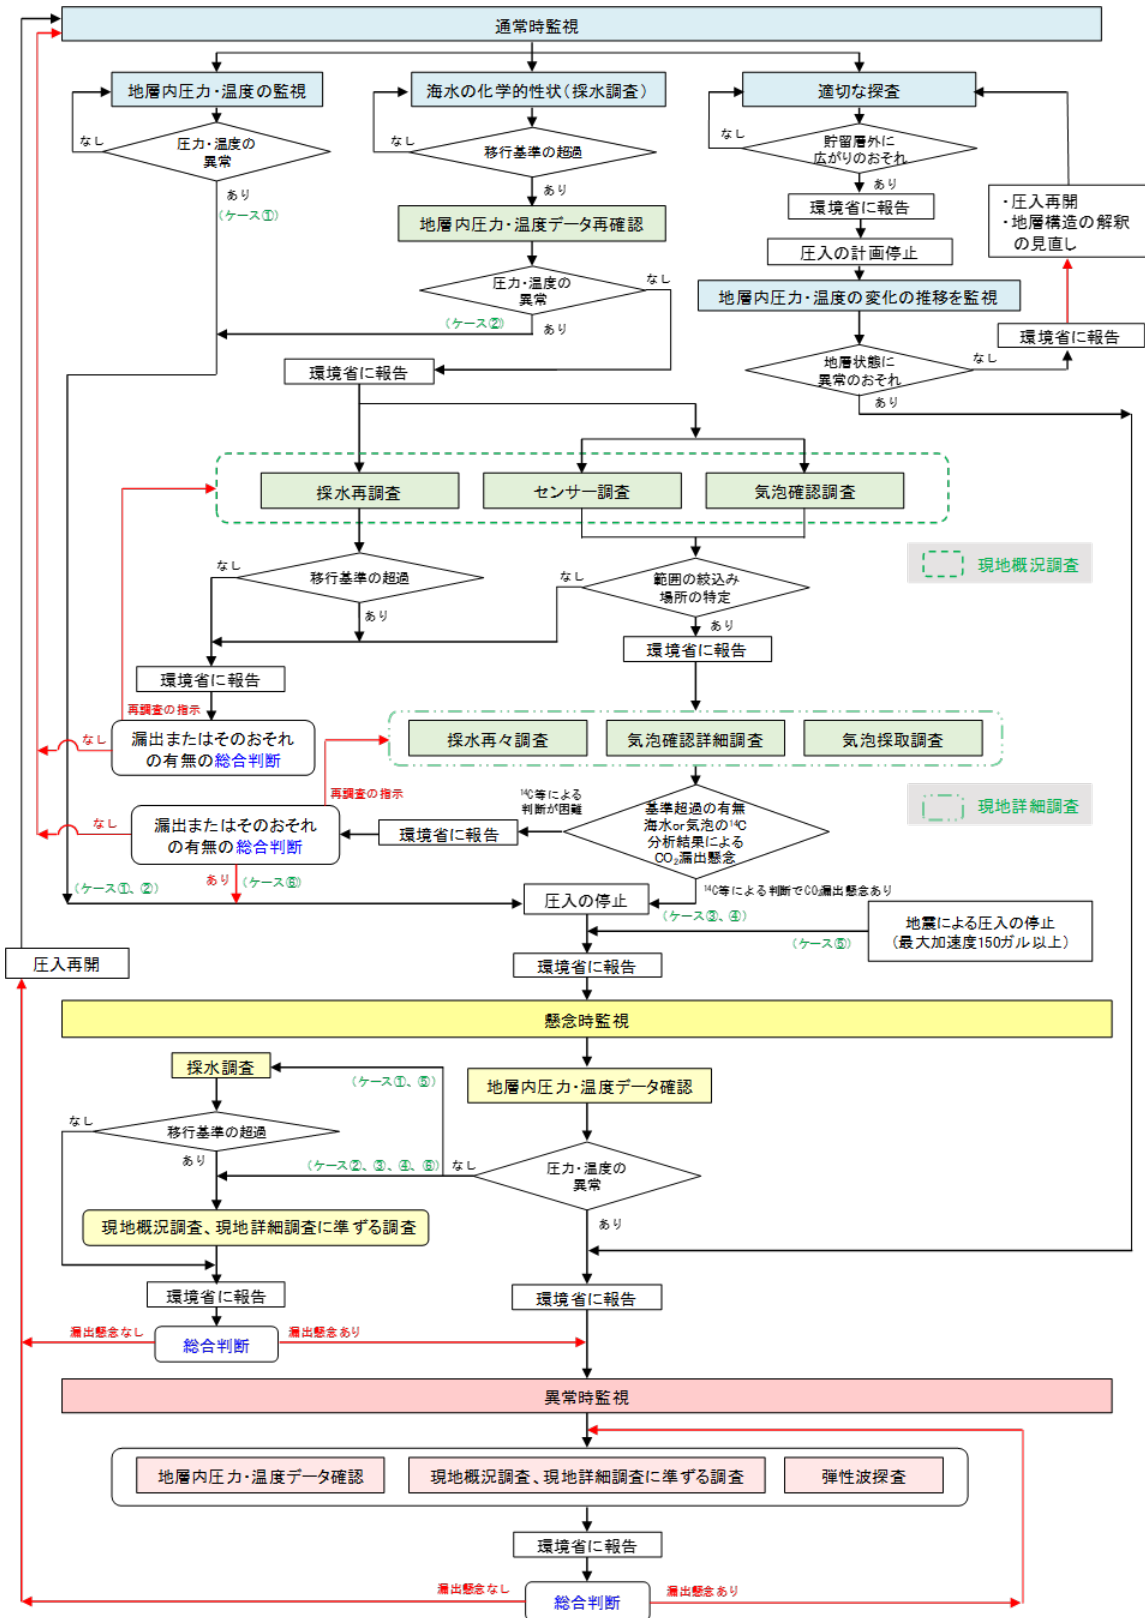 通常時監視
地層内圧力・温度の監視
海水の化学的性状(採水調査)
適切な探査
なし
圧力・温度の
異常
なし
移行基準の超過
なし
貯留層外に
広がりのおそれ
あり
(ケース①)
あり
あり
環境省に報告
・圧入再開
・地層構造の解釈
の見直し
地層内圧力・温度データ再確認
圧入の計画停止
圧力・温度の
異常
なし
地層内圧力・温度の変化の推移を監視
(ケース②)
あり
環境省に報告
環境省に報告
地層状態に
異常のおそれ
なし
あり
採水再調査
センサー調査
気泡確認調査
現地概況調査
なし
移行基準の超過
なし
範囲の絞込み
場所の特定
あり
あり
環境省に報告
環境省に報告
再調査の指示
なし
漏出またはそのおそれ
の有無の総合判断
採水再々調査
気泡確認詳細調査
気泡採取調査
再調査の指示
現地詳細調査
なし
漏出またはそのおそれ
の有無の総合判断
環境省に報告
¹⁴C等による
判断が困難
基準超過の有無
海水or気泡の¹⁴C
分析結果による
CO₂漏出懸念
(ケース①、②)
あり
(ケース⑥)
¹⁴C等による判断でCO₂漏出懸念あり
圧入の停止
(ケース③、④)
地震による圧入の停止
(最大加速度150ガル以上)
(ケース⑤)
圧入再開
環境省に報告
懸念時監視
採水調査
(ケース①、⑤)
地層内圧力・温度データ確認
なし
移行基準の超過
あり
(ケース②、③、④、⑥)
なし
圧力・温度の
異常
現地概況調査、現地詳細調査に準ずる調査
あり
環境省に報告
環境省に報告
漏出懸念なし
総合判断
漏出懸念あり
異常時監視
地層内圧力・温度データ確認
現地概況調査、現地詳細調査に準ずる調査
弾性波探査
環境省に報告
漏出懸念なし
総合判断
漏出懸念あり